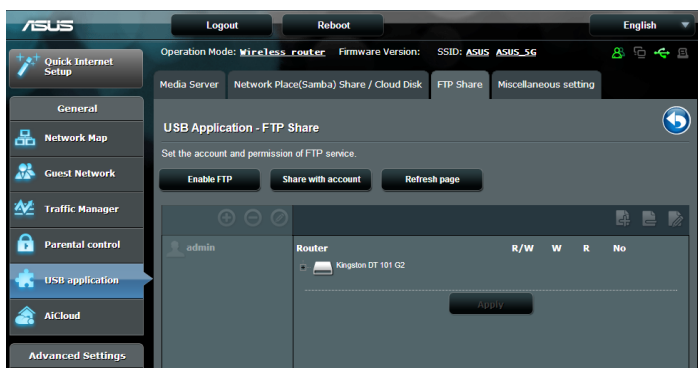 ASUS
Logout Reboot English
Quick Internet Setup
Operation Mode: Wireless router Firmware Version: SSID: ASUS ASUS_5G
Media Server Network Place(Samba) Share / Cloud Disk FTP Share Miscellaneous setting
General
Network Map
Guest Network
Traffic Manager
Parental control
USB application
AiCloud
Advanced Settings
USB Application - FTP Share
Set the account and permission of FTP service.
Enable FTP Share with account Refresh page
admin
Router R/W W R No
Kingston DT 101 G2
Apply